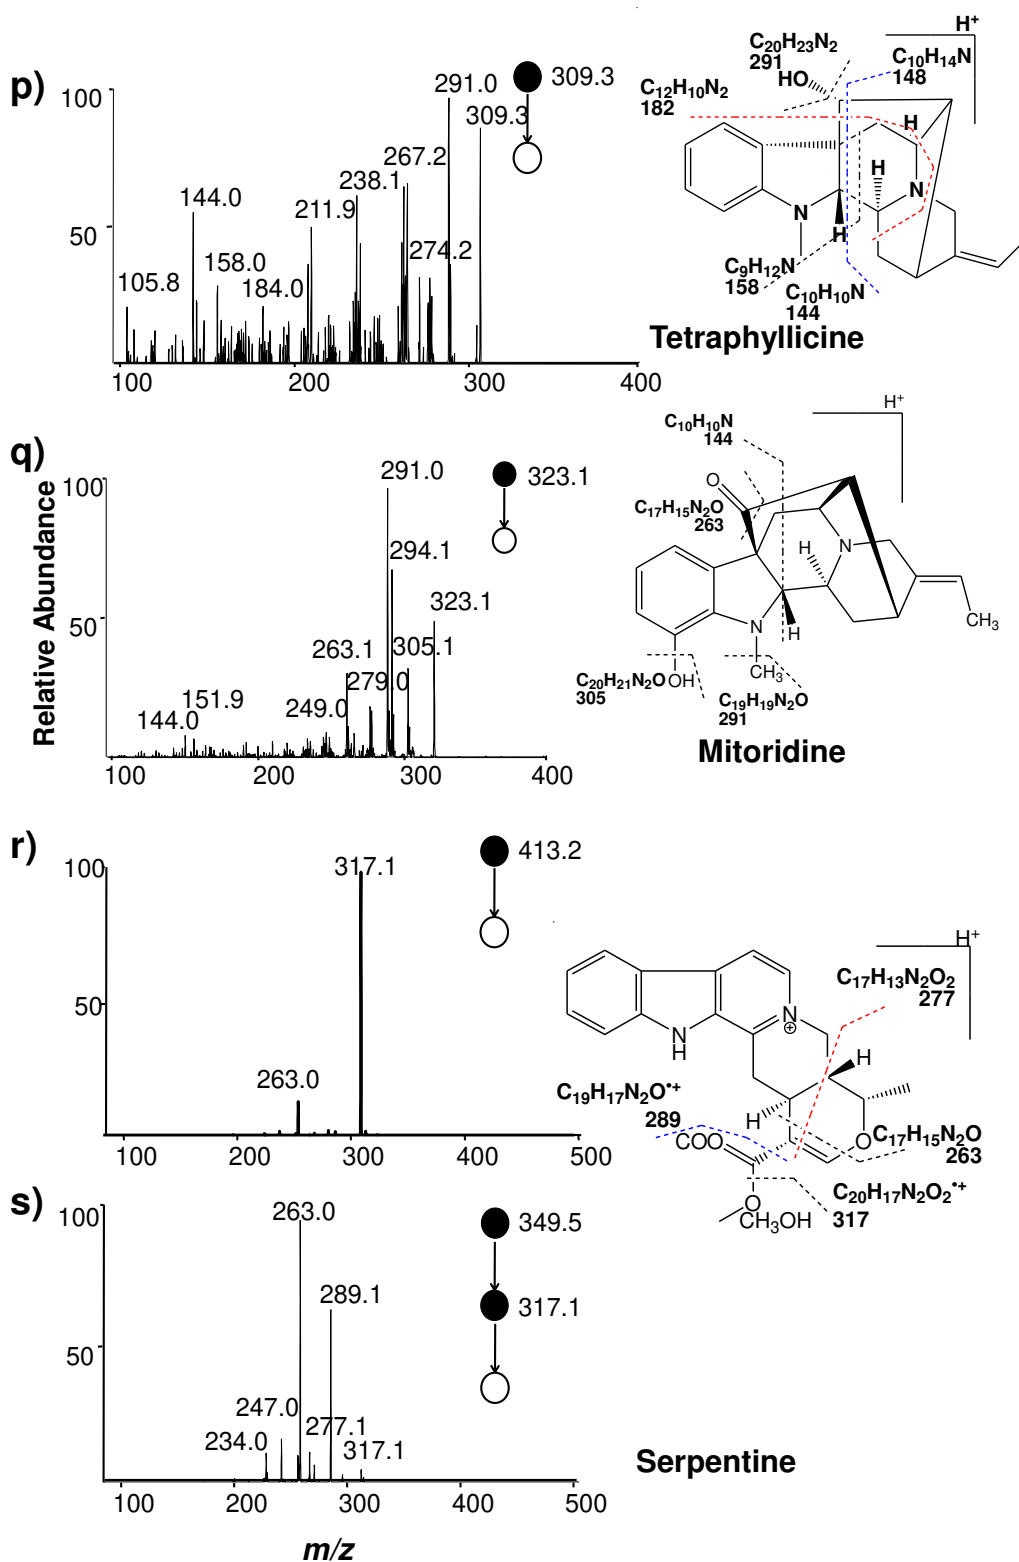 p)
100
50
105.8
144.0
158.0
184.0
211.9
238.1
267.2
274.2
291.0
309.3
309.3
100
200
300
400
C20H23N2
291
HO
C10H14N
148
H+
C12H10N2
182
H
H
N
N
H
C9H12N
158
C10H10N
144
Tetraphyllicine
q)
Relative Abundance
100
50
144.0
151.9
249.0
263.1
279.0
291.0
294.1
305.1
323.1
323.1
100
200
300
400
C10H10N
144
H+
O
C17H15N2O
263
H
N
N
H
CH3
C20H21N2O
305
OH
CH3
C19H19N2O
291
Mitoridine
r)
100
50
263.0
317.1
413.2
100
200
300
400
500
H+
C17H13N2O2
277
N
⊕
N
H
H
C19H17N2O•+
289
H
COO
O
C17H15N2O
263
C20H17N2O2•+
317
O
CH3OH
s)
100
50
234.0
247.0
263.0
277.1
289.1
317.1
349.5
317.1
100
200
300
400
500
Serpentine
m/z